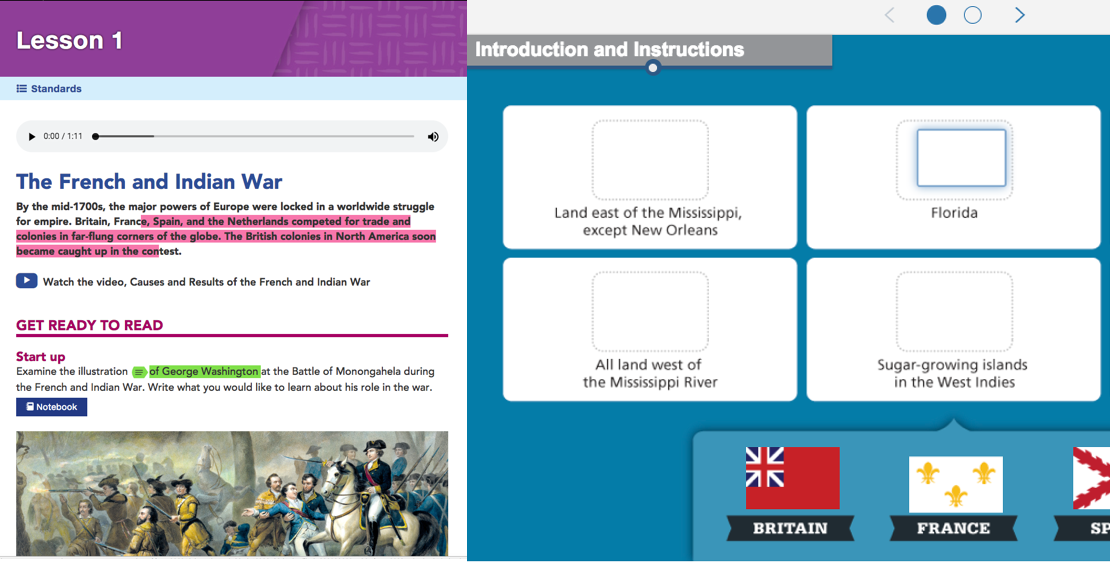 Lesson 1
Standards
0:00 / 1:11
The French and Indian War
By the mid-1700s, the major powers of Europe were locked in a worldwide struggle
for empire. Britain, France, Spain, and the Netherlands competed for trade and
colonies in far-flung corners of the globe. The British colonies in North America soon
became caught up in the contest.
Watch the video, Causes and Results of the French and Indian War
GET READY TO READ
Start up
Examine the illustration of George Washington at the Battle of Monongahela during
the French and Indian War. Write what you would like to learn about his role in the war.
Notebook
Introduction and Instructions
Land east of the Mississippi,
except New Orleans
Florida
All land west of
the Mississippi River
Sugar-growing islands
in the West Indies
BRITAIN
FRANCE
SP